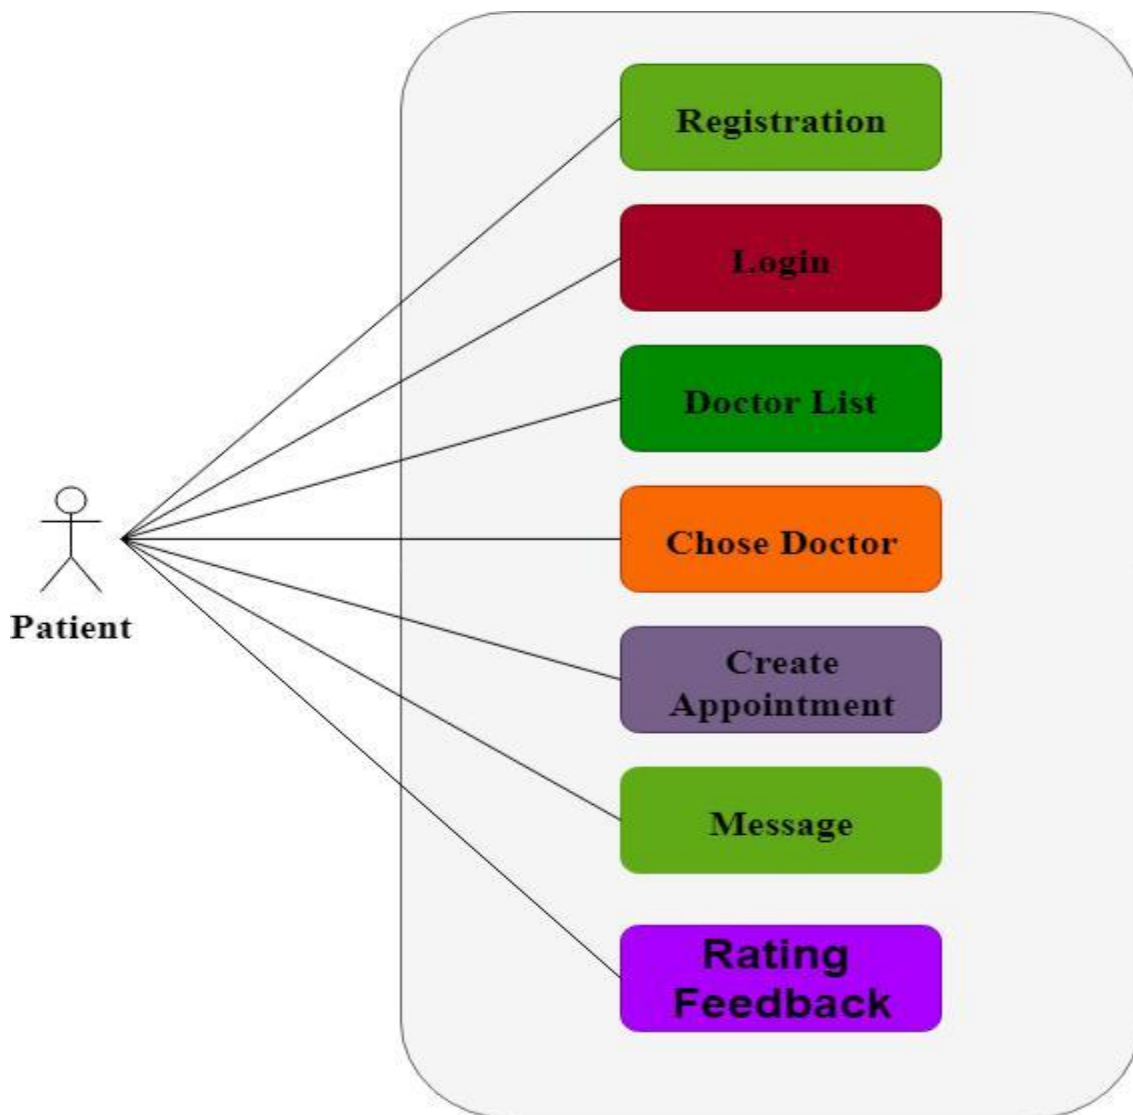 Registration
Login
Doctor List
Chose Doctor
Patient
Create
Appointment
Message
Rating
Feedback